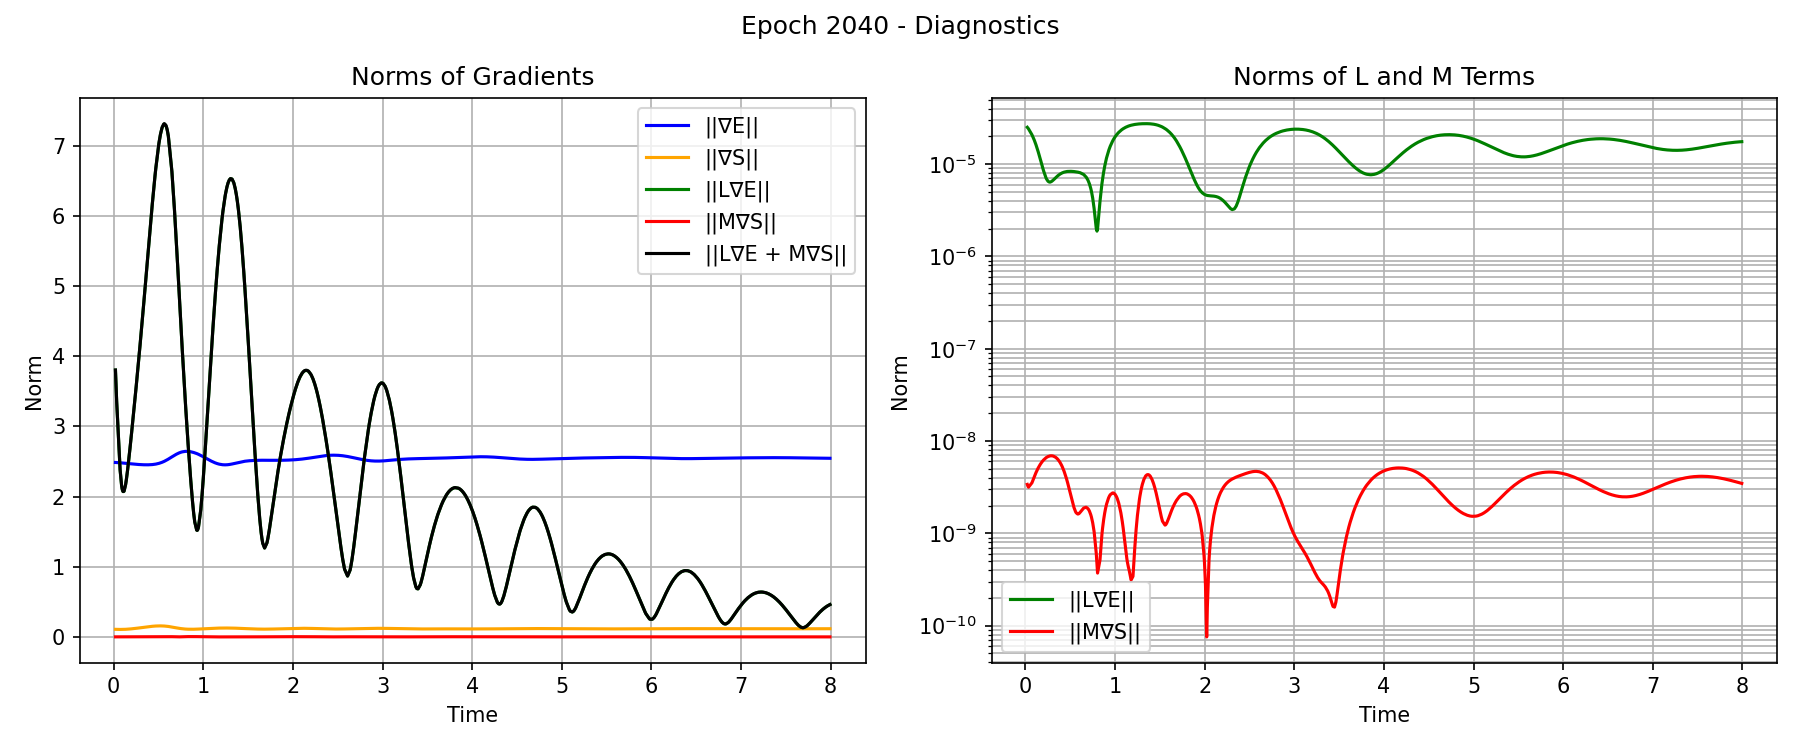 Epoch 2040 - Diagnostics
Norms of Gradients
Norm
7
6
5
4
3
2
1
0
||∇E||
||∇S||
||L∇E||
||M∇S||
||L∇E + M∇S||
0 1 2 3 4 5 6 7 8
Time
Norms of L and M Terms
Norm
10⁻⁵
10⁻⁶
10⁻⁷
10⁻⁸
10⁻⁹
10⁻¹⁰
||L∇E||
||M∇S||
0 1 2 3 4 5 6 7 8
Time